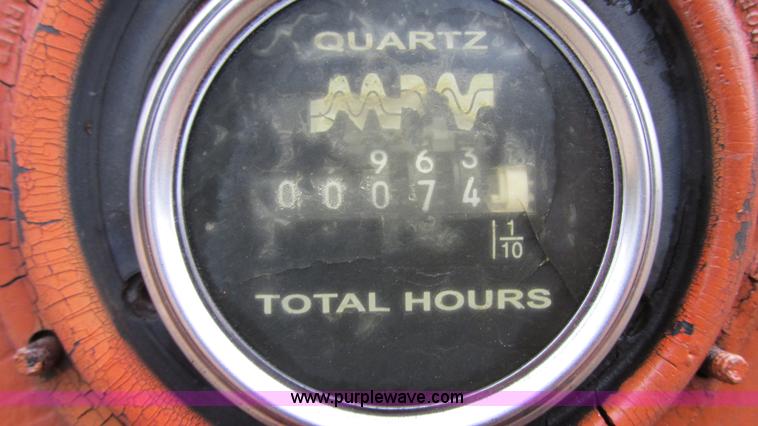 QUARTZ
963
00074
1/10
TOTAL HOURS
www.purplewave.com